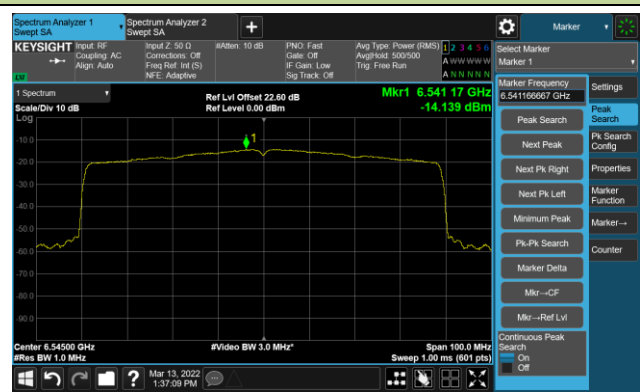 Spectrum Analyzer 1
Swept SA
Spectrum Analyzer 2
Swept SA
+
Marker
KEYSIGHT
LW
Input: RF
Coupling: AC
Align: Auto
Input Z: 50 Ω
Corrections: Off
Freq Ref: Int (S)
NFE: Adaptive
#Atten: 10 dB
PNO: Fast
Gate: Off
IF Gain: Low
Sig Track: Off
Avg Type: Power (RMS)
Avg|Hold: 500/500
Trig: Free Run
1 2 3 4 5 6
A W W W W W
A N N N N N
Select Marker
Marker 1
1 Spectrum
Scale/Div 10 dB
Log
Ref Lvl Offset 22.60 dB
Ref Level 0.00 dBm
Mkr1 6.541 17 GHz
-14.139 dBm
1
-10.0
-20.0
-30.0
-40.0
-50.0
-60.0
-70.0
-80.0
-90.0
Center 6.54500 GHz
#Res BW 1.0 MHz
#Video BW 3.0 MHz*
Span 100.0 MHz
Sweep 1.00 ms (601 pts)
Marker Frequency
6.541166667 GHz
Peak Search
Next Peak
Next Pk Right
Next Pk Left
Minimum Peak
Pk-Pk Search
Marker Delta
Mkr→CF
Mkr→Ref Lvl
Continuous Peak
Search
On
Off
Settings
Peak
Search
Pk Search
Config
Properties
Marker
Function
Marker→
Counter
?
Mar 13, 2022
1:37:09 PM